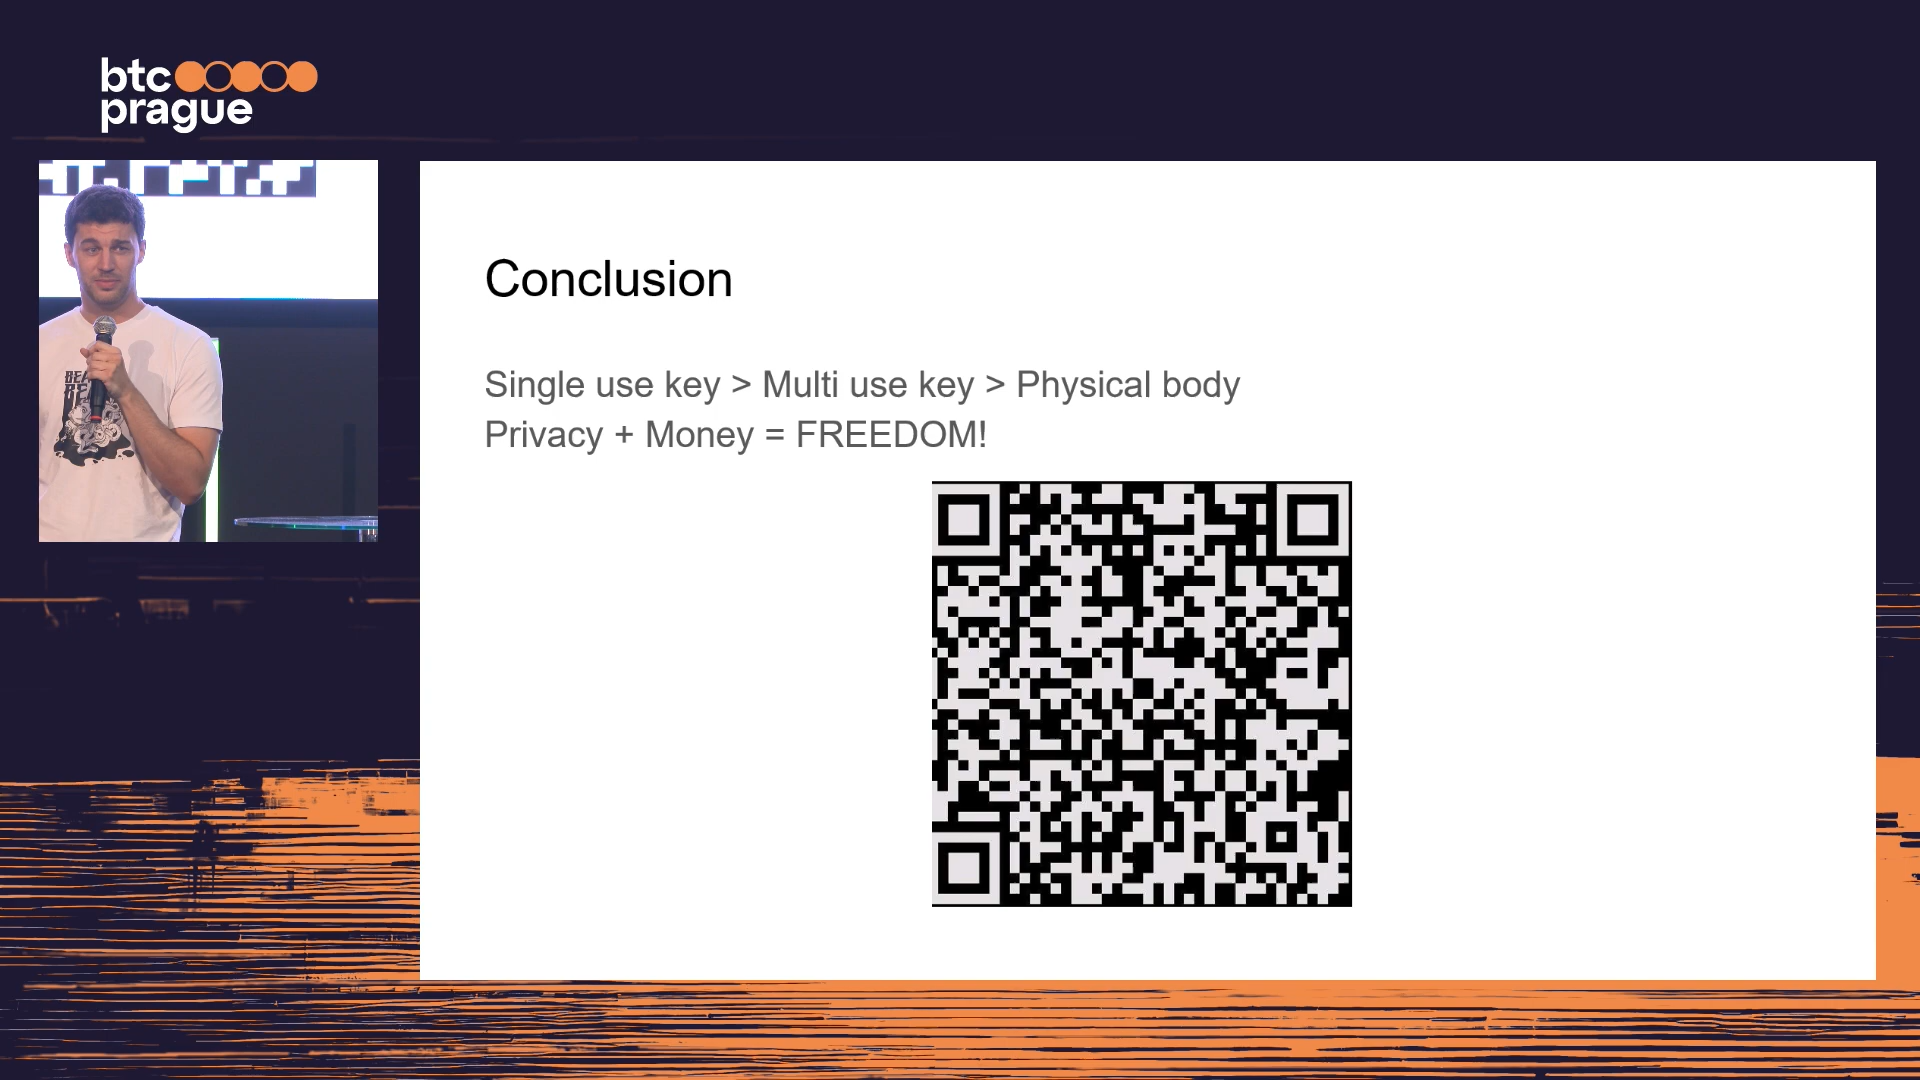 btc
prague
Conclusion
Single use key > Multi use key > Physical body
Privacy + Money = FREEDOM!